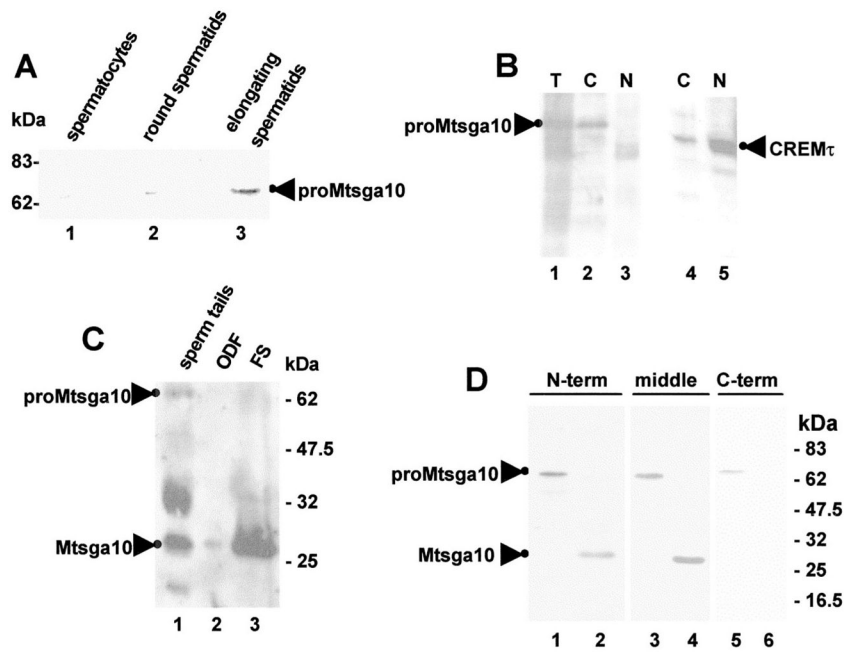 A
spermatocytes
round spermatids
elongating
spermatids
kDa
83-
62-
proMtsga10
1 2 3
B
T C N C N
proMtsga10
CREMτ
1 2 3 4 5
C
sperm tails
ODF
FS
kDa
proMtsga10
- 62
- 47.5
- 32
Mtsga10
- 25
1 2 3
D
N-term middle C-term
kDa
- 83
proMtsga10
- 62
- 47.5
- 32
Mtsga10
- 25
- 16.5
1 2 3 4 5 6